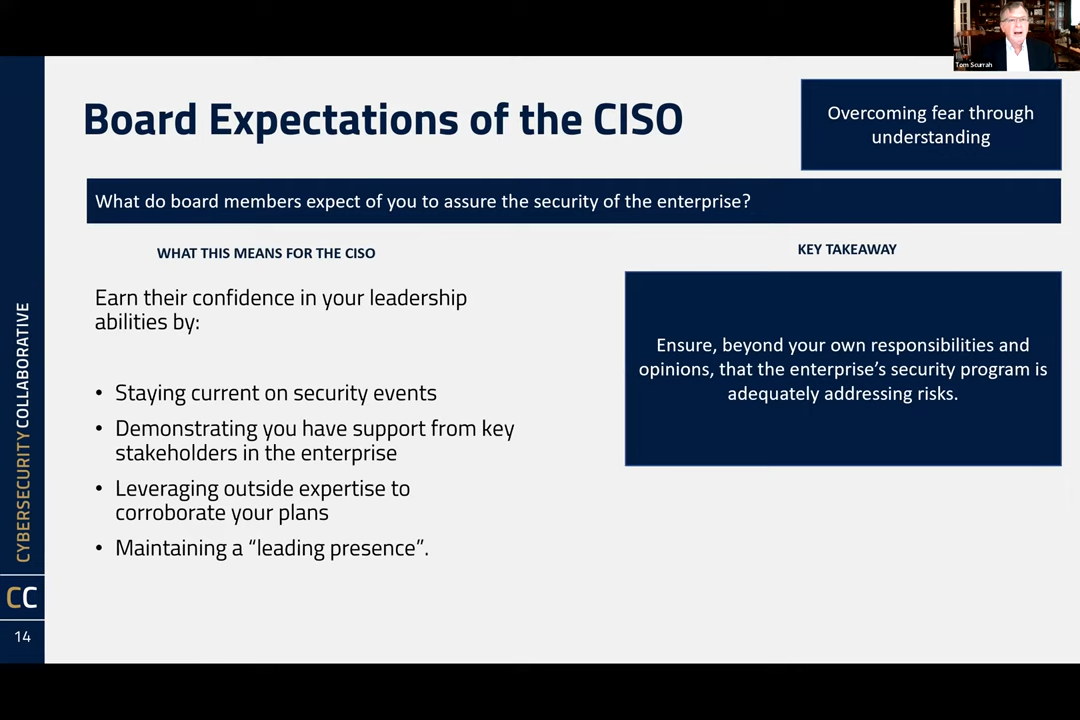 Tom Scurrah
Board Expectations of the CISO
Overcoming fear through
understanding
What do board members expect of you to assure the security of the enterprise?
WHAT THIS MEANS FOR THE CISO
Earn their confidence in your leadership
abilities by:
• Staying current on security events
• Demonstrating you have support from key
stakeholders in the enterprise
• Leveraging outside expertise to
corroborate your plans
• Maintaining a “leading presence”.
KEY TAKEAWAY
Ensure, beyond your own responsibilities and
opinions, that the enterprise’s security program is
adequately addressing risks.
CYBERSECURITY COLLABORATIVE
CC
14